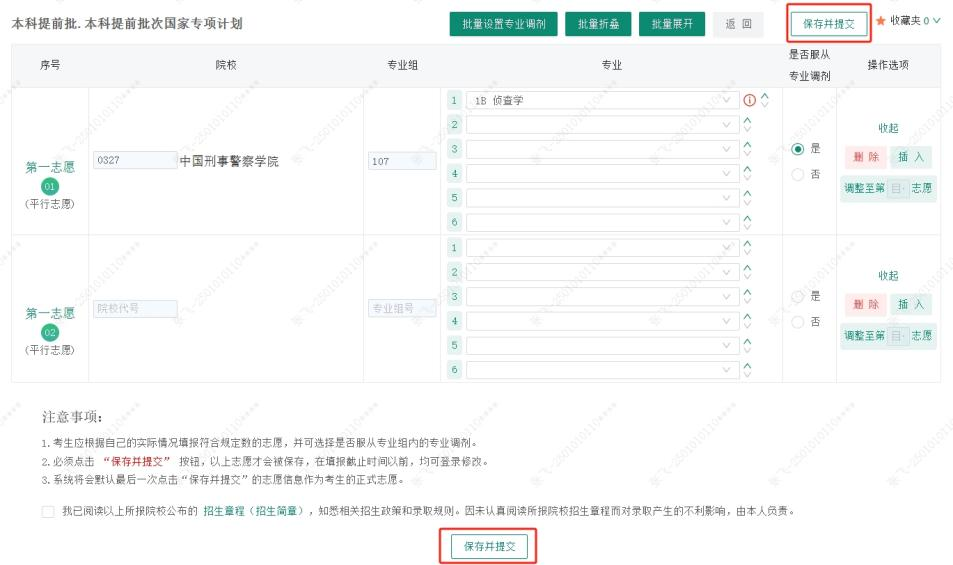 本科提前批.本科提前批次国家专项计划 批量设置专业调剂 批量折叠 批量展开 返 回 保存并提交 收藏夹 0
序号 院校 专业组 专业 是否服从专业调剂 操作选项
第一志愿 01 (平行志愿) 0327 中国刑事警察学院 107
1 1B 侦查学
2
3
4
5
6
是
否
收起
删 除 插 入
调整至第 目· 志愿
第一志愿 02 (平行志愿) 院校代号 专业组号
1
2
3
4
5
6
是
否
收起
删 除 插 入
调整至第 目· 志愿
注意事项：
1.考生应根据自己的实际情况填报符合规定数的志愿，并可选择是否服从专业组内的专业调剂。
2.必须点击 “保存并提交” 按钮，以上志愿才会被保存，在填报截止时间以前，均可登录修改。
3.系统将会默认最后一次点击“保存并提交”的志愿信息作为考生的正式志愿。
我已阅读以上所报院校公布的 招生章程（招生简章），知悉相关招生政策和录取规则。因未认真阅读所报院校招生章程而对录取产生的不利影响，由本人负责。
保存并提交